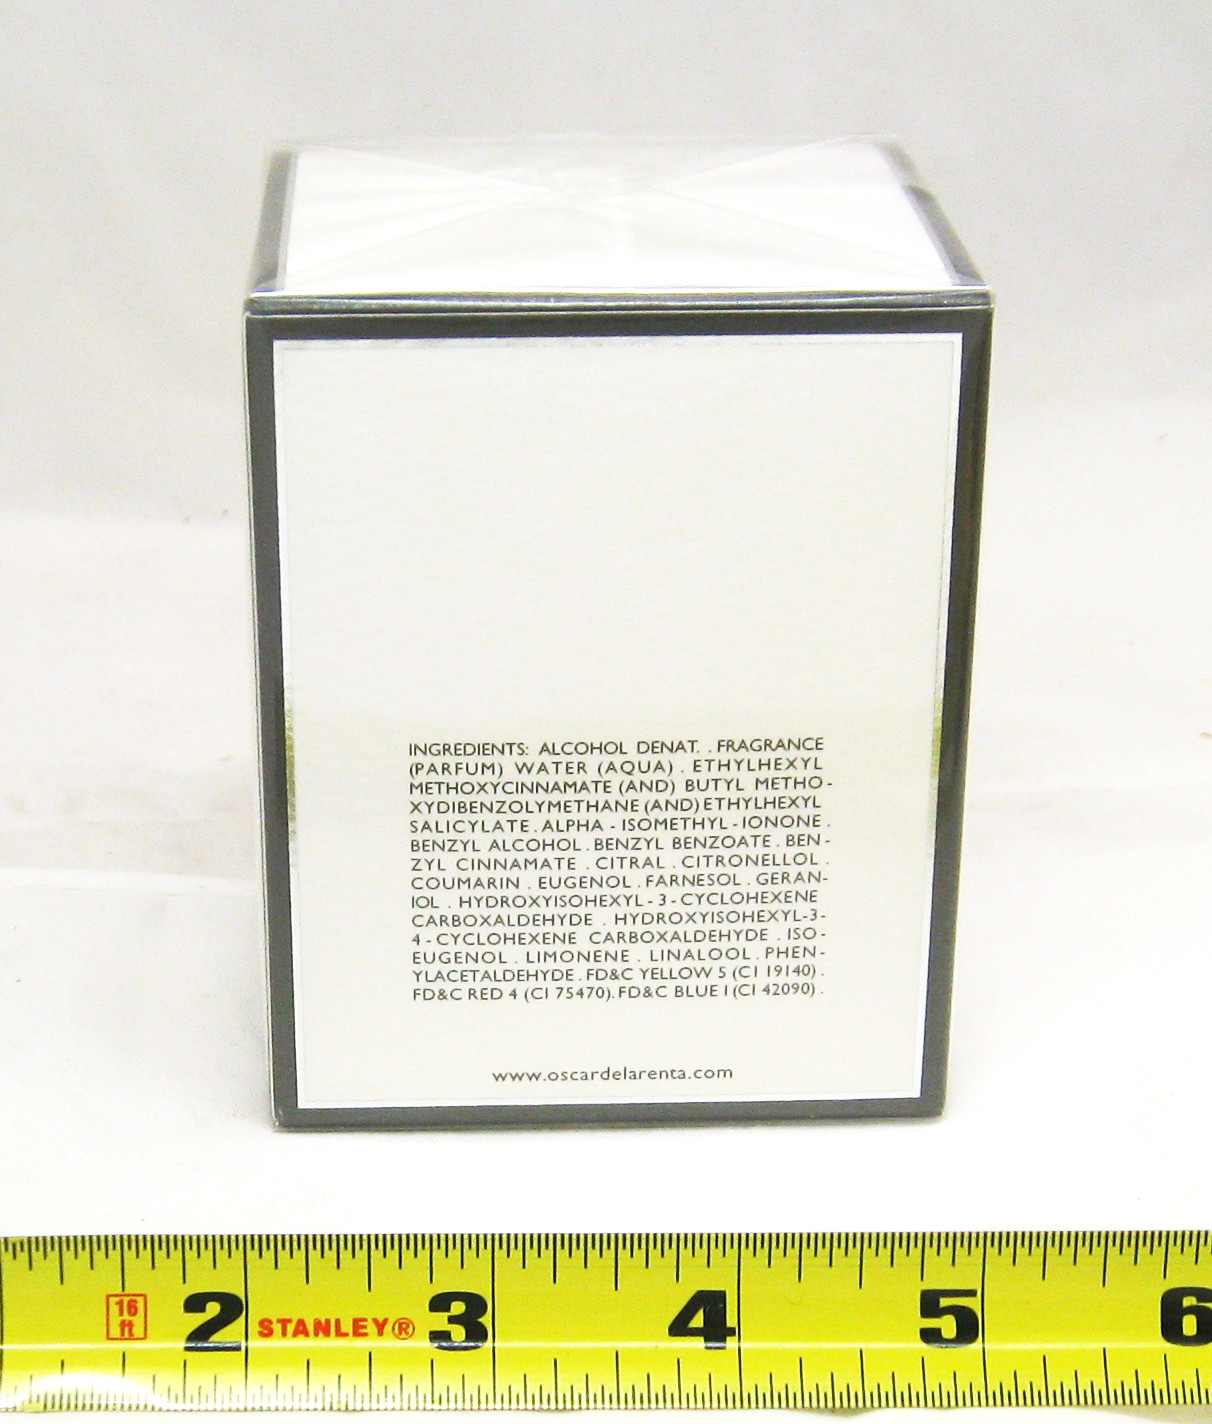 INGREDIENTS: ALCOHOL DENAT. . FRAGRANCE
(PARFUM) WATER (AQUA) . ETHYLHEXYL
METHOXYCINNAMATE (AND) BUTYL METHO-
XYDIBENZOLYMETHANE (AND) ETHYLHEXYL
SALICYLATE . ALPHA - ISOMETHYL - IONONE .
BENZYL ALCOHOL . BENZYL BENZOATE . BEN-
ZYL CINNAMATE . CITRAL . CITRONELLOL .
COUMARIN . EUGENOL . FARNESOL . GERAN-
IOL . HYDROXYISOHEXYL - 3 - CYCLOHEXENE
CARBOXALDEHYDE . HYDROXYISOHEXYL-3-
4 - CYCLOHEXENE CARBOXALDEHYDE . ISO-
EUGENOL . LIMONENE . LINALOOL . PHEN-
YLACETALDEHYDE . FD&C YELLOW 5 (CI 19140) .
FD&C RED 4 (CI 75470). FD&C BLUE 1 (CI 42090) .
www.oscardelarenta.com
16 ft 2 STANLEY® 3 4 5 6